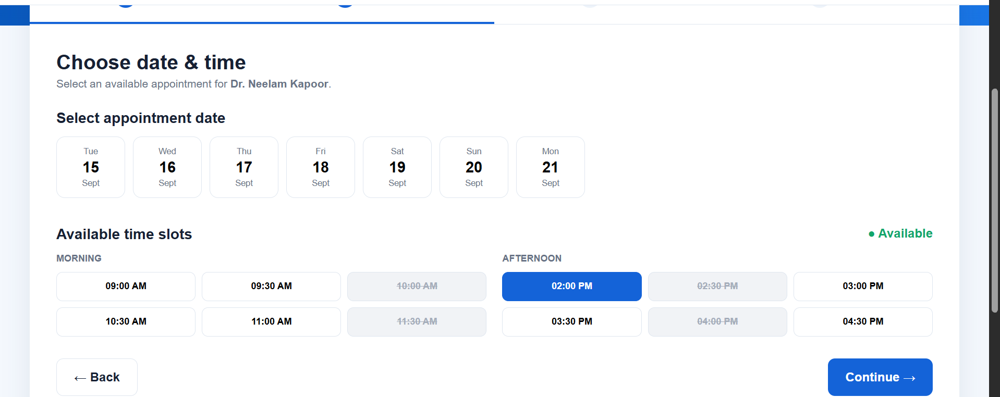 Choose date & time
Select an available appointment for Dr. Neelam Kapoor.
Select appointment date
Tue
15
Sept
Wed
16
Sept
Thu
17
Sept
Fri
18
Sept
Sat
19
Sept
Sun
20
Sept
Mon
21
Sept
Available time slots
● Available
MORNING
09:00 AM
09:30 AM
10:00 AM
10:30 AM
11:00 AM
11:30 AM
AFTERNOON
02:00 PM
02:30 PM
03:00 PM
03:30 PM
04:00 PM
04:30 PM
← Back
Continue →